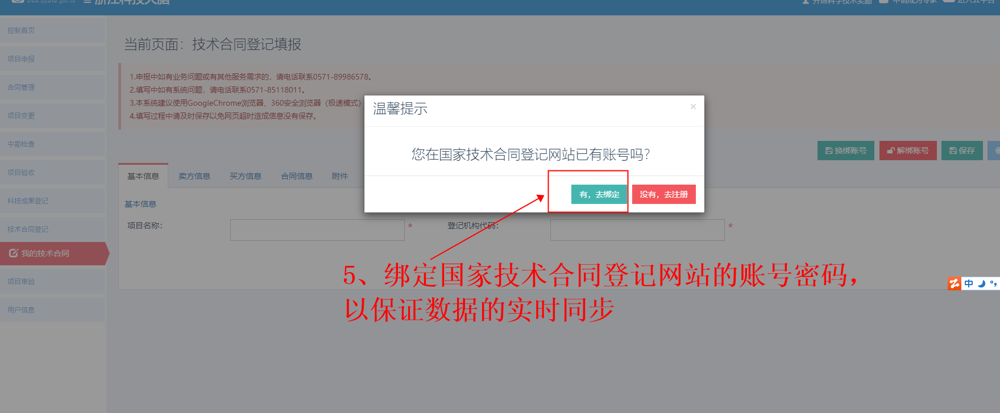 www.zjzwfw.gov.cn
浙江科技大脑
开通科学技术奖励 申请成为专家 进入云平台
控制首页
项目申报
合同管理
项目变更
中期检查
项目验收
科技成果登记
技术合同登记
我的技术合同
项目审验
用户信息
当前页面：技术合同登记填报
1.申报中如有业务问题或有其他服务需求的，请电话联系0571-89986578。
2.填写中如有系统问题，请电话联系0571-85118011。
3.本系统建议使用GoogleChrome浏览器、360安全浏览器（极速模式）
4.填写过程中请及时保存以免网页超时造成信息没有保存。
换绑账号 解绑账号 保存
基本信息 卖方信息 买方信息 合同信息 附件
基本信息
项目名称： * 登记机构代码： *
温馨提示 ×
您在国家技术合同登记网站已有账号吗？
有，去绑定 没有，去注册
5、绑定国家技术合同登记网站的账号密码，
以保证数据的实时同步
中